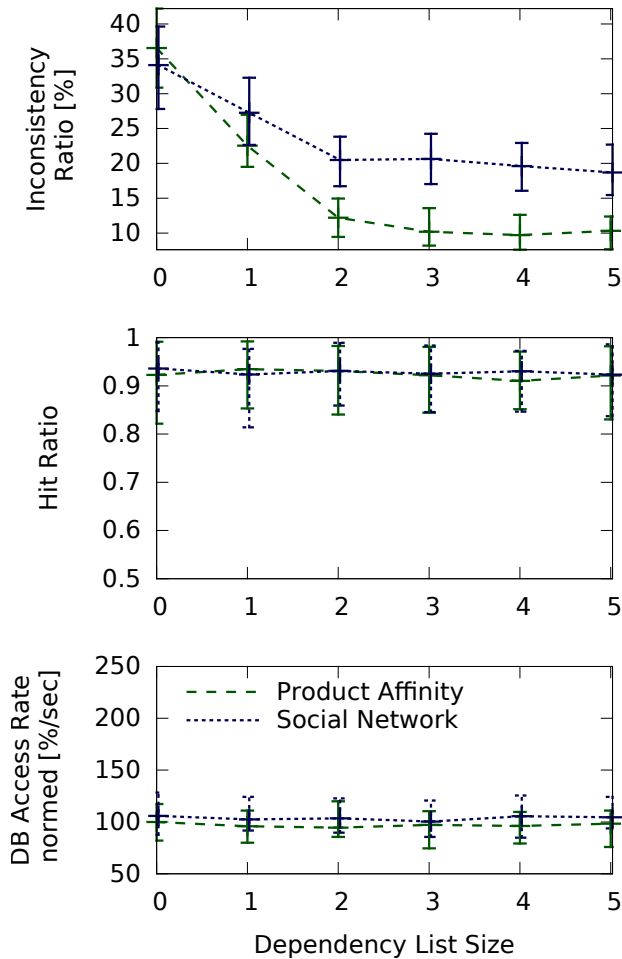 40
35
30
25
20
15
10
Inconsistency
Ratio [%]
0 1 2 3 4 5
1
0.9
0.8
0.7
0.6
0.5
Hit Ratio
0 1 2 3 4 5
250
200
150
100
50
DB Access Rate
normed [%/sec]
Product Affinity
Social Network
0 1 2 3 4 5
Dependency List Size